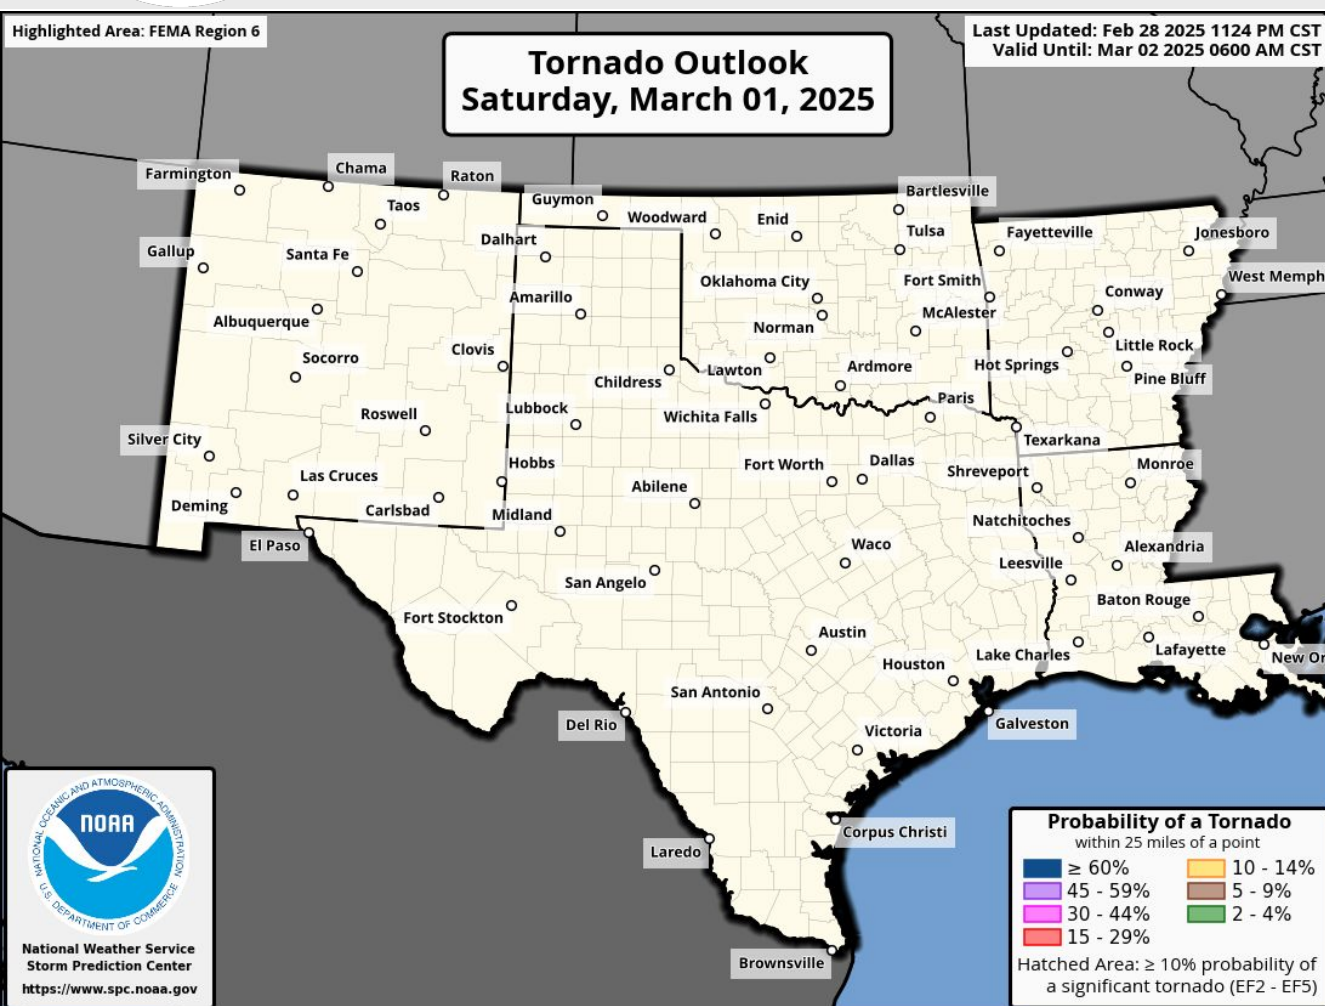 Highlighted Area: FEMA Region 6
Last Updated: Feb 28 2025 1124 PM CST
Valid Until: Mar 02 2025 0600 AM CST
Tornado Outlook
Saturday, March 01, 2025
Farmington
Chama
Raton
Taos
Guymon
Woodward
Enid
Bartlesville
Tulsa
Fayetteville
Jonesboro
Gallup
Santa Fe
Dalhart
Oklahoma City
Fort Smith
West Memph
Albuquerque
Amarillo
Norman
McAlester
Conway
Little Rock
Socorro
Clovis
Childress
Lawton
Ardmore
Hot Springs
Pine Bluff
Roswell
Lubbock
Wichita Falls
Paris
Texarkana
Silver City
Las Cruces
Hobbs
Fort Worth
Dallas
Shreveport
Monroe
Deming
Carlsbad
Midland
Abilene
Natchitoches
El Paso
San Angelo
Waco
Leesville
Alexandria
Fort Stockton
Baton Rouge
Austin
Houston
Lake Charles
Lafayette
New Or
San Antonio
Del Rio
Victoria
Galveston
Laredo
Corpus Christi
Brownsville
NATIONAL OCEANIC AND ATMOSPHERIC ADMINISTRATION
NOAA
U.S. DEPARTMENT OF COMMERCE
National Weather Service
Storm Prediction Center
https://www.spc.noaa.gov
Probability of a Tornado
within 25 miles of a point
≥ 60%
45 - 59%
30 - 44%
15 - 29%
10 - 14%
5 - 9%
2 - 4%
Hatched Area: ≥ 10% probability of
a significant tornado (EF2 - EF5)